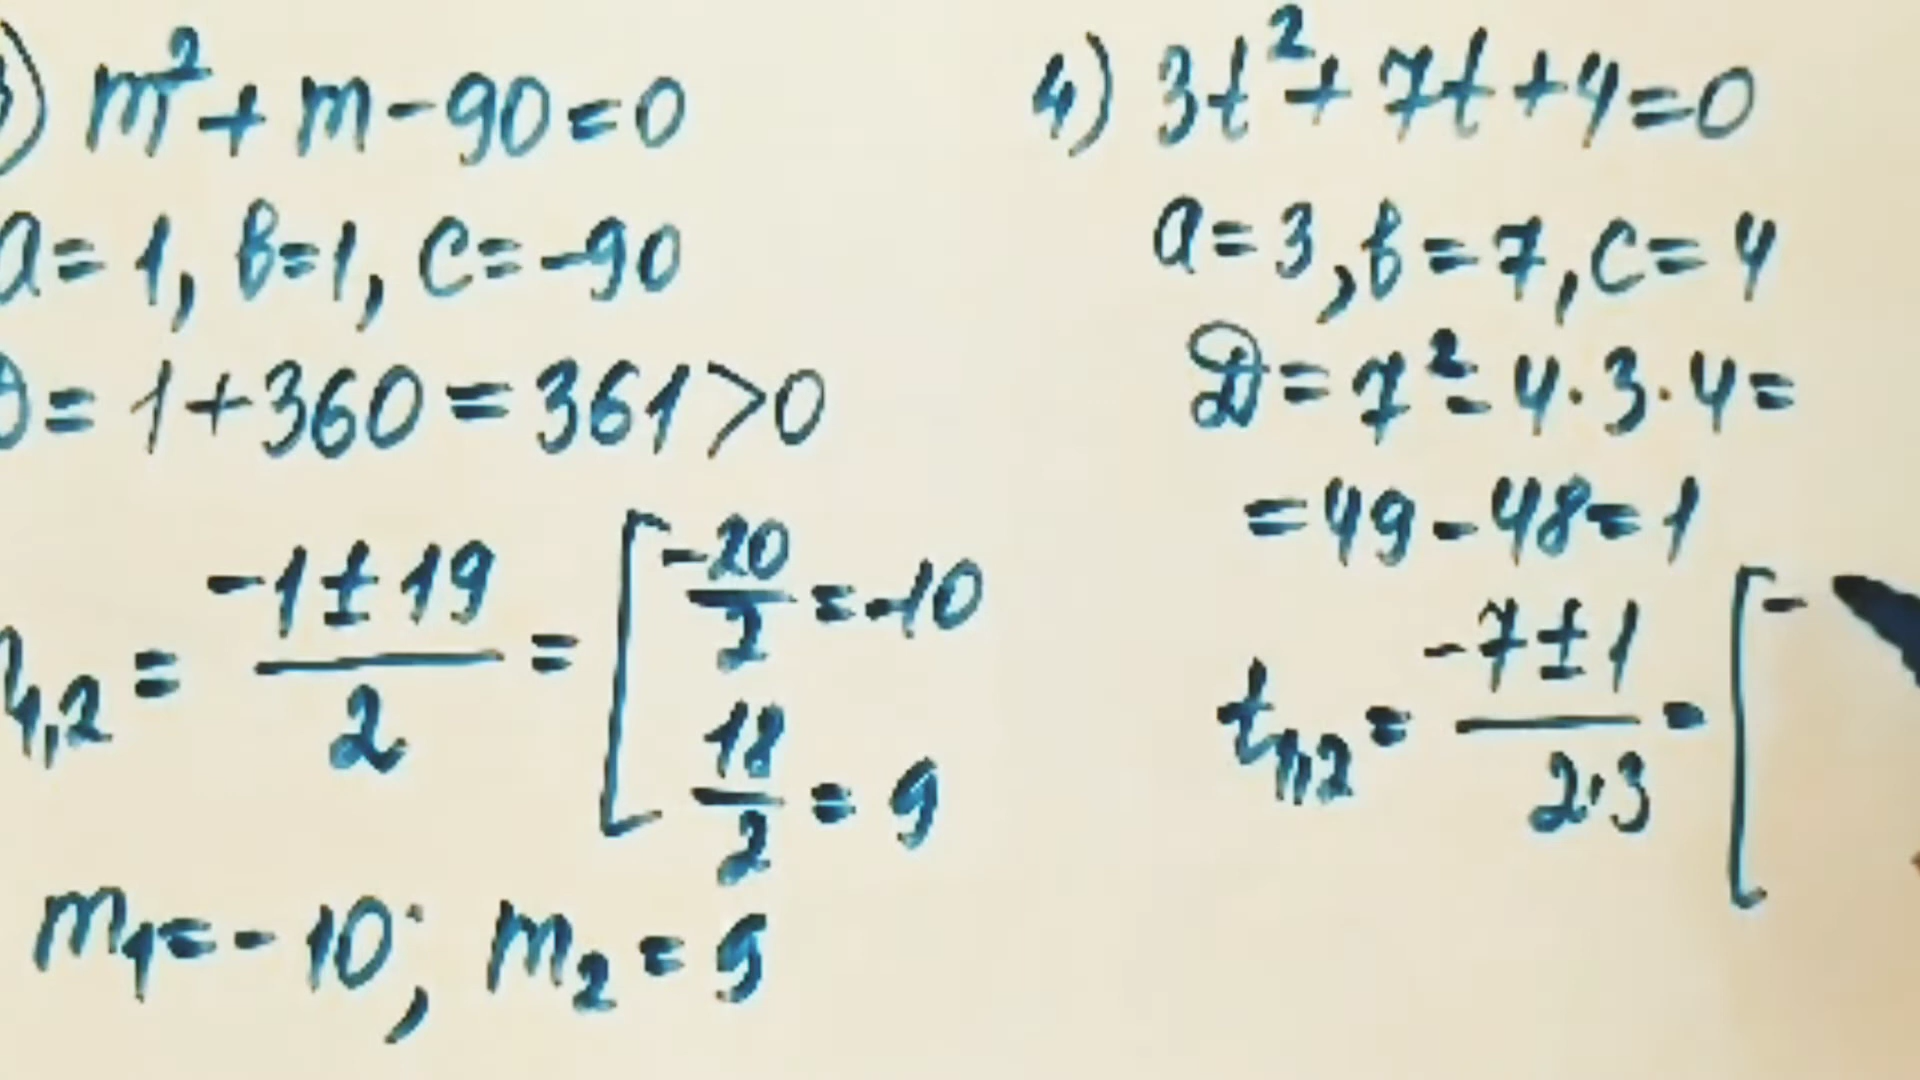 3) m² + m - 90 = 0
a = 1, b = 1, c = -90
D = 1 + 360 = 361 > 0
m₁,₂ = (-1 ± 19)/2 = [ -20/2 = -10
18/2 = 9
m₁ = -10; m₂ = 9
4) 3t² + 7t + 4 = 0
a = 3, b = 7, c = 4
D = 7² - 4 · 3 · 4 =
= 49 - 48 = 1
t₁,₂ = (-7 ± 1)/(2·3) = [ -